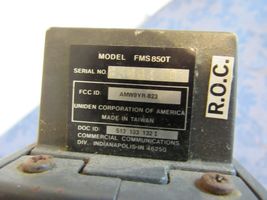 MODEL FMS850T
SERIAL NO.
FCC ID: AMW9YR-823
UNIDEN CORPORATION OF AMERICA
MADE IN TAIWAN
DOC ID: 513 133 132 I
COMMERCIAL COMMUNICATIONS
DIV. INDIANAPOLIS-IN 46250
R.O.C.